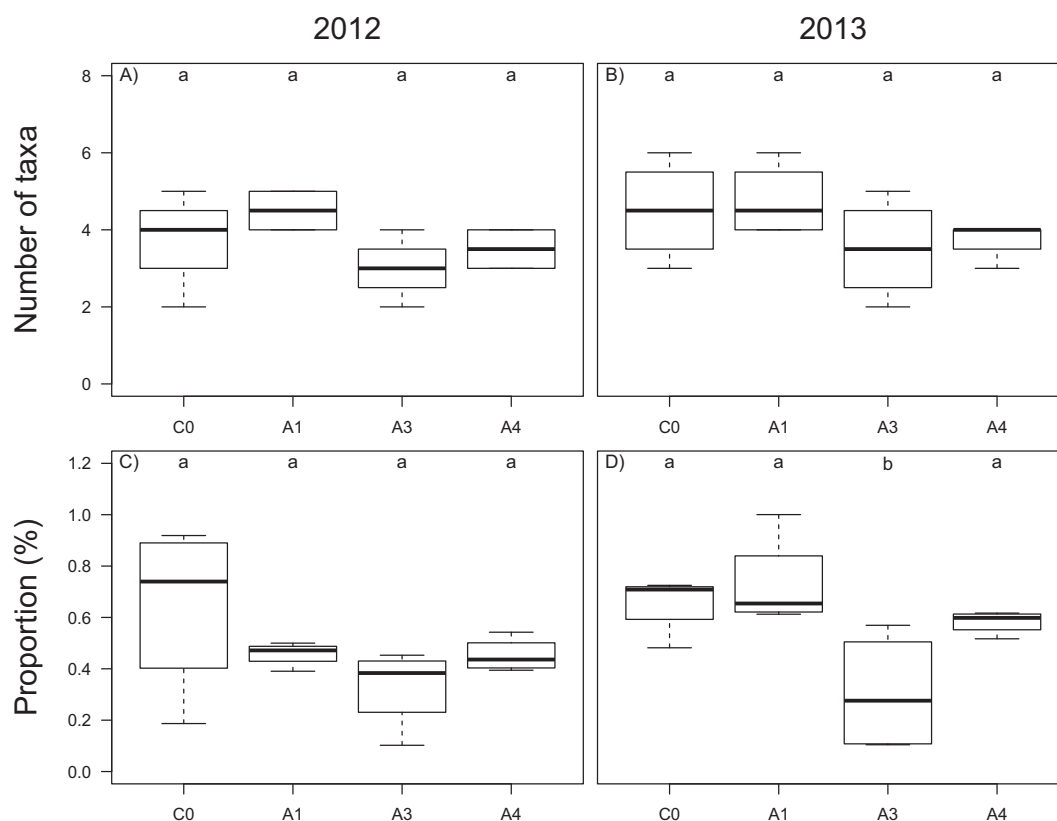 2012 2013
A) a a a a B) a a a a
8
6
4
2
0
Number of taxa
C0 A1 A3 A4 C0 A1 A3 A4
C) a a a a D) a a b a
1.2
1.0
0.8
0.6
0.4
0.2
0.0
Proportion (%)
C0 A1 A3 A4 C0 A1 A3 A4